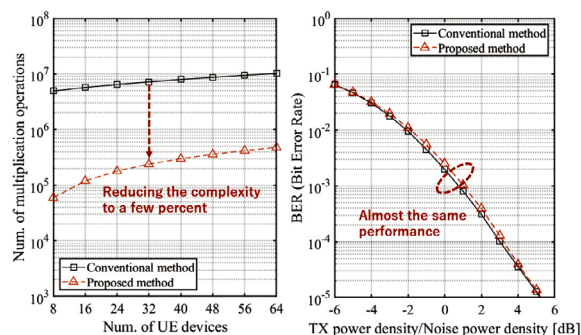 Num. of multiplication operations
10^8
10^7
10^6
10^5
10^4
10^3
8 16 24 32 40 48 56 64
Num. of UE devices
Reducing the complexity
to a few percent
Conventional method
Proposed method
BER (Bit Error Rate)
10^0
10^-1
10^-2
10^-3
10^-4
10^-5
-6 -4 -2 0 2 4 6
TX power density/Noise power density [dB]
Conventional method
Proposed method
Almost the same
performance